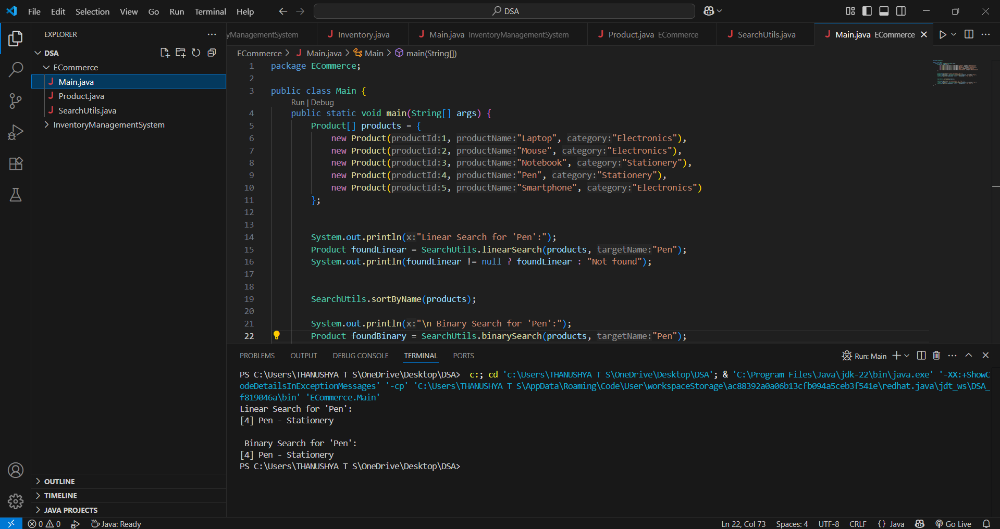 File Edit Selection View Go Run Terminal Help DSA
EXPLORER
DSA
ECommerce
Main.java
Product.java
SearchUtils.java
InventoryManagementSystem
OUTLINE
TIMELINE
JAVA PROJECTS
yManagementSystem Inventory.java Main.java InventoryManagementSystem Product.java ECommerce SearchUtils.java Main.java ECommerce
ECommerce > Main.java > Main > main(String[])
1 package ECommerce;
2
3 public class Main {
Run | Debug
4 public static void main(String[] args) {
5 Product[] products = {
6 new Product(productId:1, productName:"Laptop", category:"Electronics"),
7 new Product(productId:2, productName:"Mouse", category:"Electronics"),
8 new Product(productId:3, productName:"Notebook", category:"Stationery"),
9 new Product(productId:4, productName:"Pen", category:"Stationery"),
10 new Product(productId:5, productName:"Smartphone", category:"Electronics")
11 };
12
13
14 System.out.println(x:"Linear Search for 'Pen':");
15 Product foundLinear = SearchUtils.linearSearch(products, targetName:"Pen");
16 System.out.println(foundLinear != null ? foundLinear : "Not found");
17
18
19 SearchUtils.sortByName(products);
20
21 System.out.println(x:"\n Binary Search for 'Pen':");
22 Product foundBinary = SearchUtils.binarySearch(products, targetName:"Pen");
PROBLEMS OUTPUT DEBUG CONSOLE TERMINAL PORTS Run: Main
PS C:\Users\THANUSHYA T S\OneDrive\Desktop\DSA>  c:; cd 'c:\Users\THANUSHYA T S\OneDrive\Desktop\DSA'; & 'C:\Program Files\Java\jdk-22\bin\java.exe' '-XX:+ShowC
odeDetailsInExceptionMessages' '-cp' 'C:\Users\THANUSHYA T S\AppData\Roaming\Code\User\workspaceStorage\ac88392a0a06b13cfb094a5ceb3f541e\redhat.java\jdt_ws\DSA_
f819046a\bin' 'ECommerce.Main'
Linear Search for 'Pen':
[4] Pen - Stationery
Binary Search for 'Pen':
[4] Pen - Stationery
PS C:\Users\THANUSHYA T S\OneDrive\Desktop\DSA>
0 0 Java: Ready Ln 22, Col 73 Spaces: 4 UTF-8 CRLF {} Java Go Live